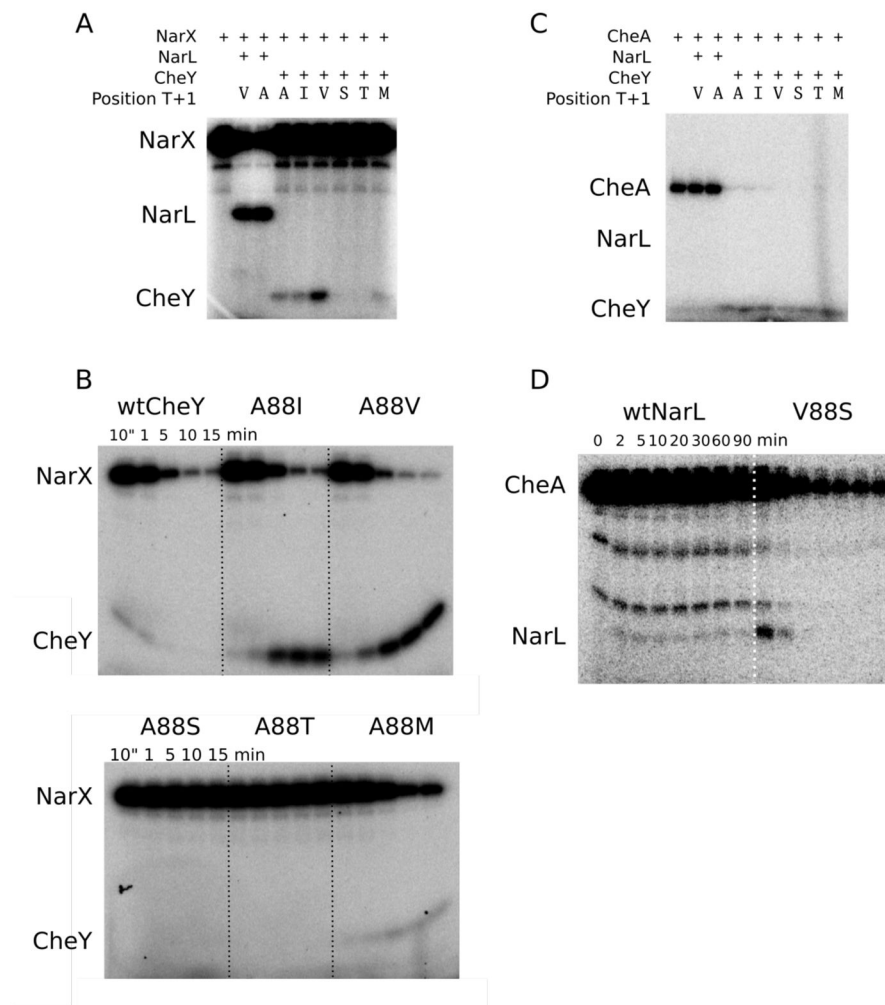 A
NarX + + + + + + + + +
NarL + +
CheY + + + + + +
Position T+1 V A A I V S T M
NarX
NarL
CheY
C
CheA + + + + + + + + +
NarL + +
CheY + + + + + +
Position T+1 V A A I V S T M
CheA
NarL
CheY
B
wtCheY A88I A88V
10" 1 5 10 15 min
NarX
CheY
A88S A88T A88M
10" 1 5 10 15 min
NarX
CheY
D
wtNarL V88S
0 2 5 10 20 30 60 90 min
CheA
NarL